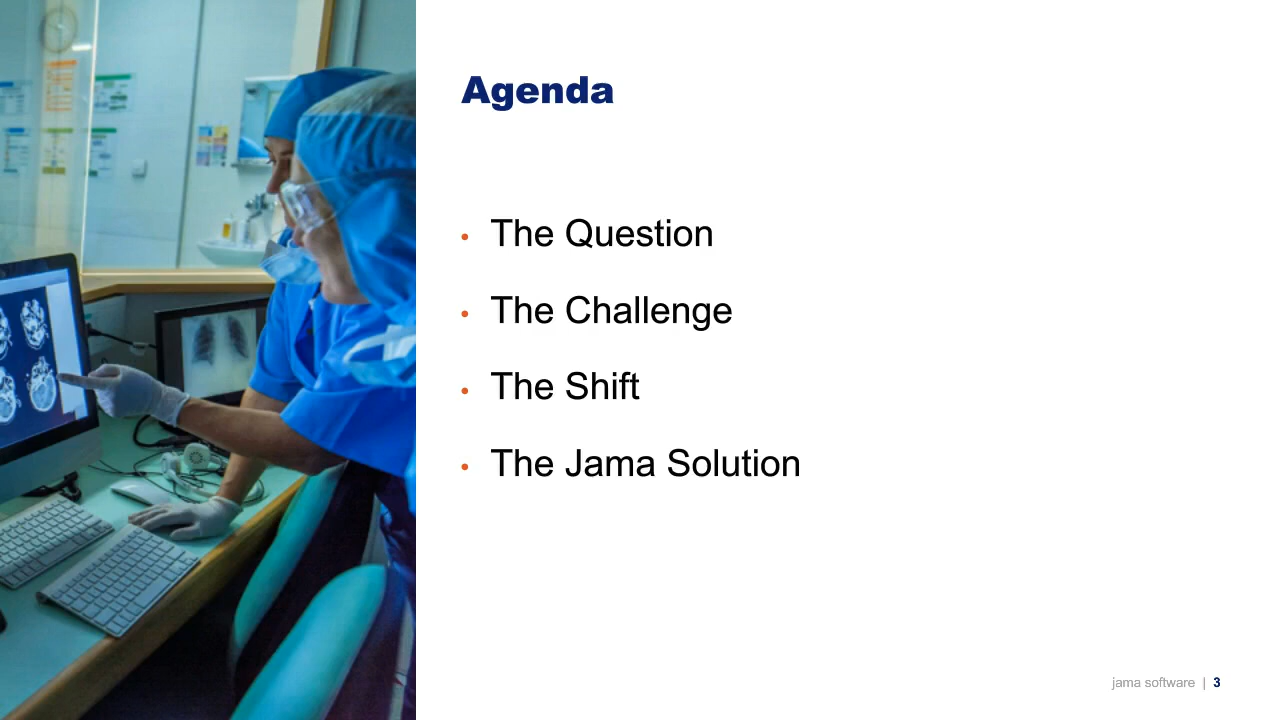 Agenda
• The Question
• The Challenge
• The Shift
• The Jama Solution
jama software | 3